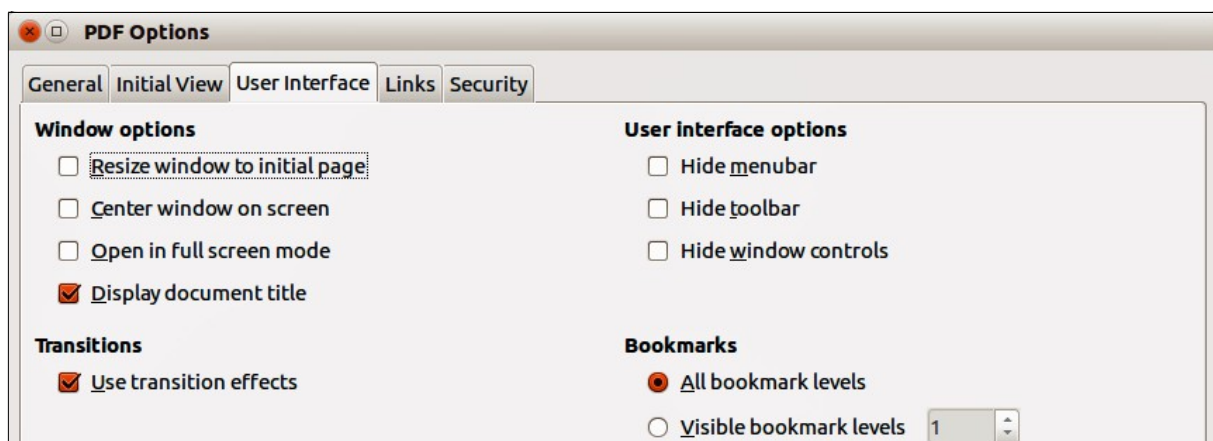 PDF Options
General Initial View User Interface Links Security
Window options
Resize window to initial page
Center window on screen
Open in full screen mode
Display document title
Transitions
Use transition effects
User interface options
Hide menubar
Hide toolbar
Hide window controls
Bookmarks
All bookmark levels
Visible bookmark levels 1